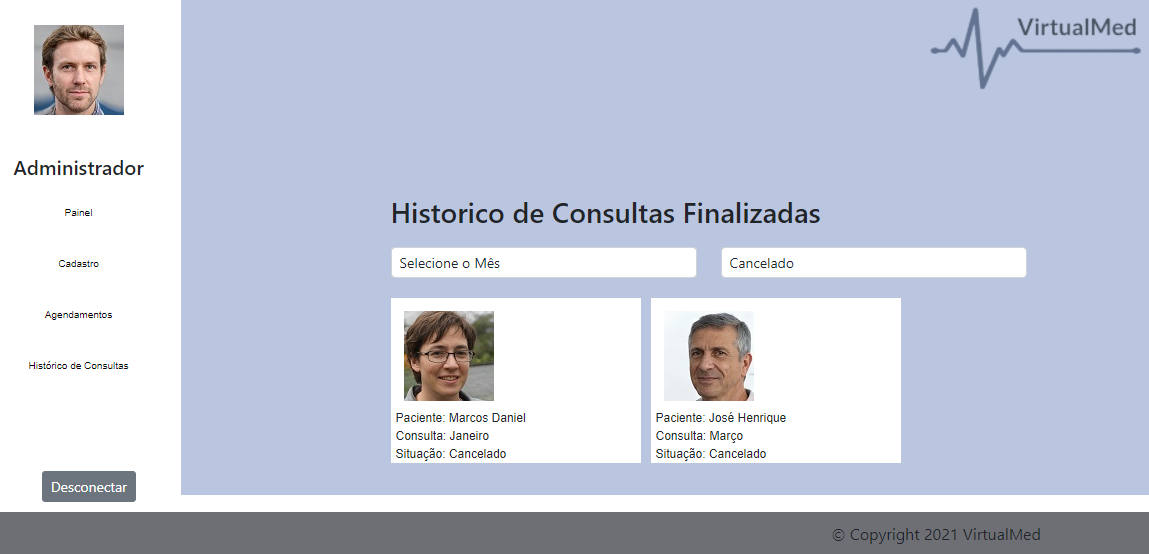 VirtualMed
Administrador
Painel
Cadastro
Agendamentos
Histórico de Consultas
Desconectar
Historico de Consultas Finalizadas
Selecione o Mês
Cancelado
Paciente: Marcos Daniel
Consulta: Janeiro
Situação: Cancelado
Paciente: José Henrique
Consulta: Março
Situação: Cancelado
© Copyright 2021 VirtualMed